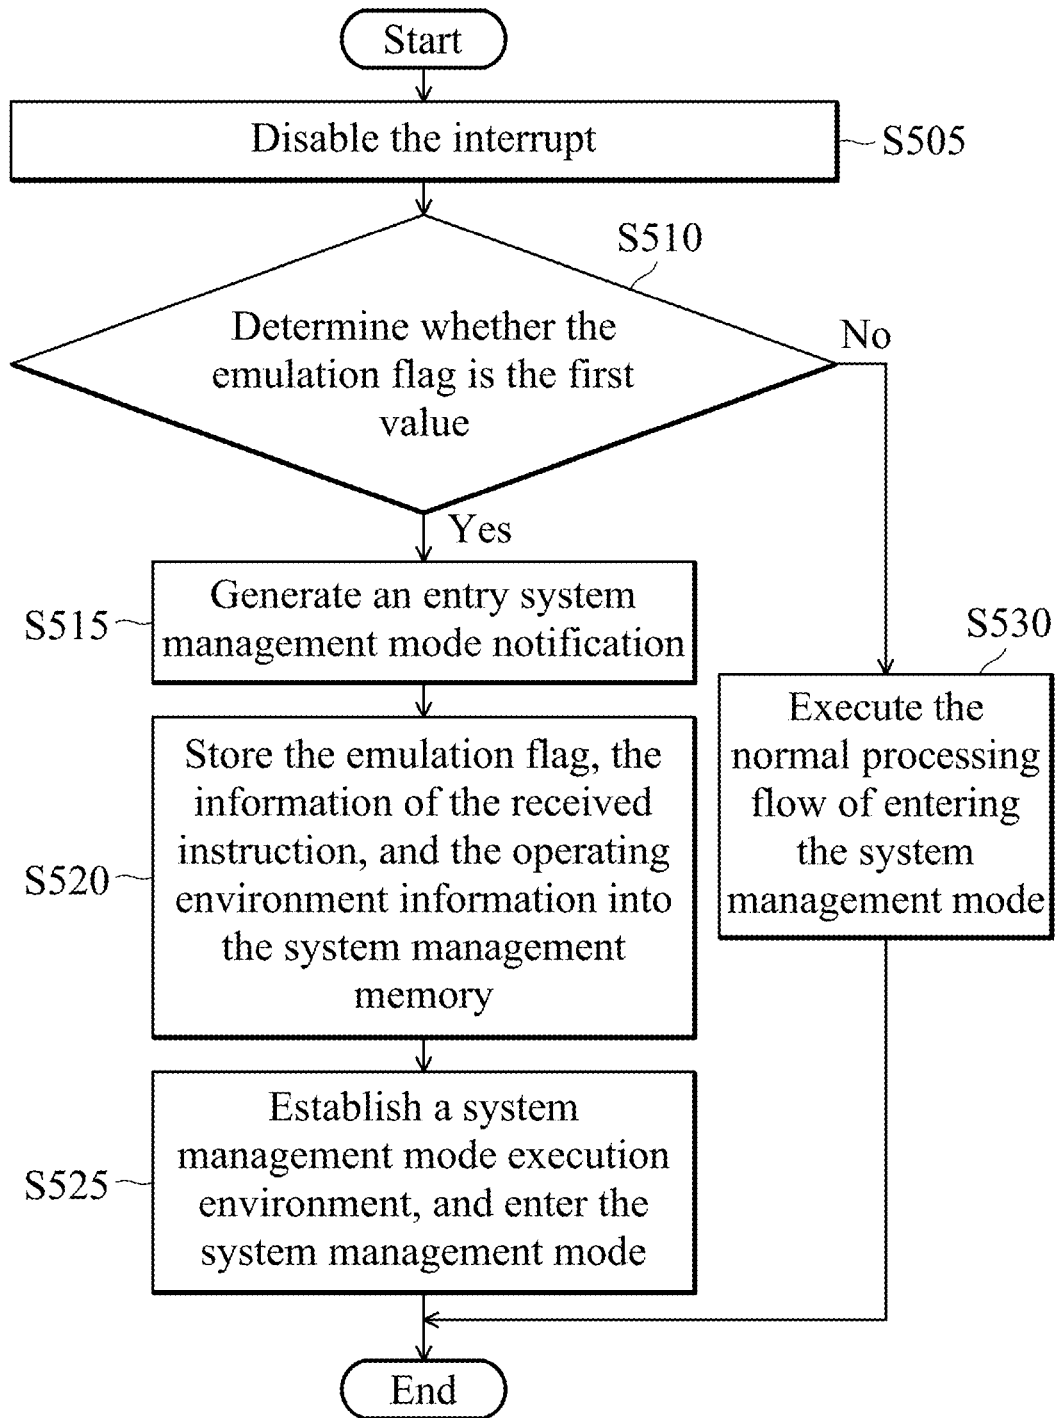 Start
Disable the interrupt
S505
S510
Determine whether the
emulation flag is the first
value
No
Yes
Generate an entry system
management mode notification
S515
S530
Execute the
normal processing
flow of entering
the system
management mode
Store the emulation flag, the
information of the received
instruction, and the operating
environment information into
the system management
memory
S520
Establish a system
management mode execution
environment, and enter the
system management mode
S525
End